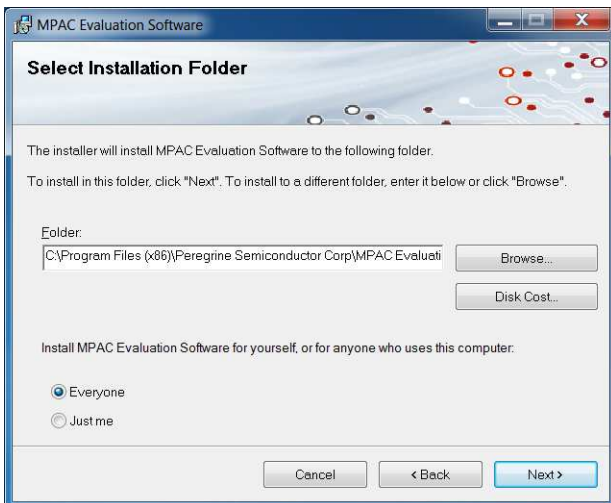 MPAC Evaluation Software
Select Installation Folder
The installer will install MPAC Evaluation Software to the following folder.
To install in this folder, click "Next". To install to a different folder, enter it below or click "Browse".
Folder:
C:\Program Files (x86)\Peregrine Semiconductor Corp\MPAC Evaluati
Browse...
Disk Cost...
Install MPAC Evaluation Software for yourself, or for anyone who uses this computer:
Everyone
Just me
Cancel
< Back
Next >